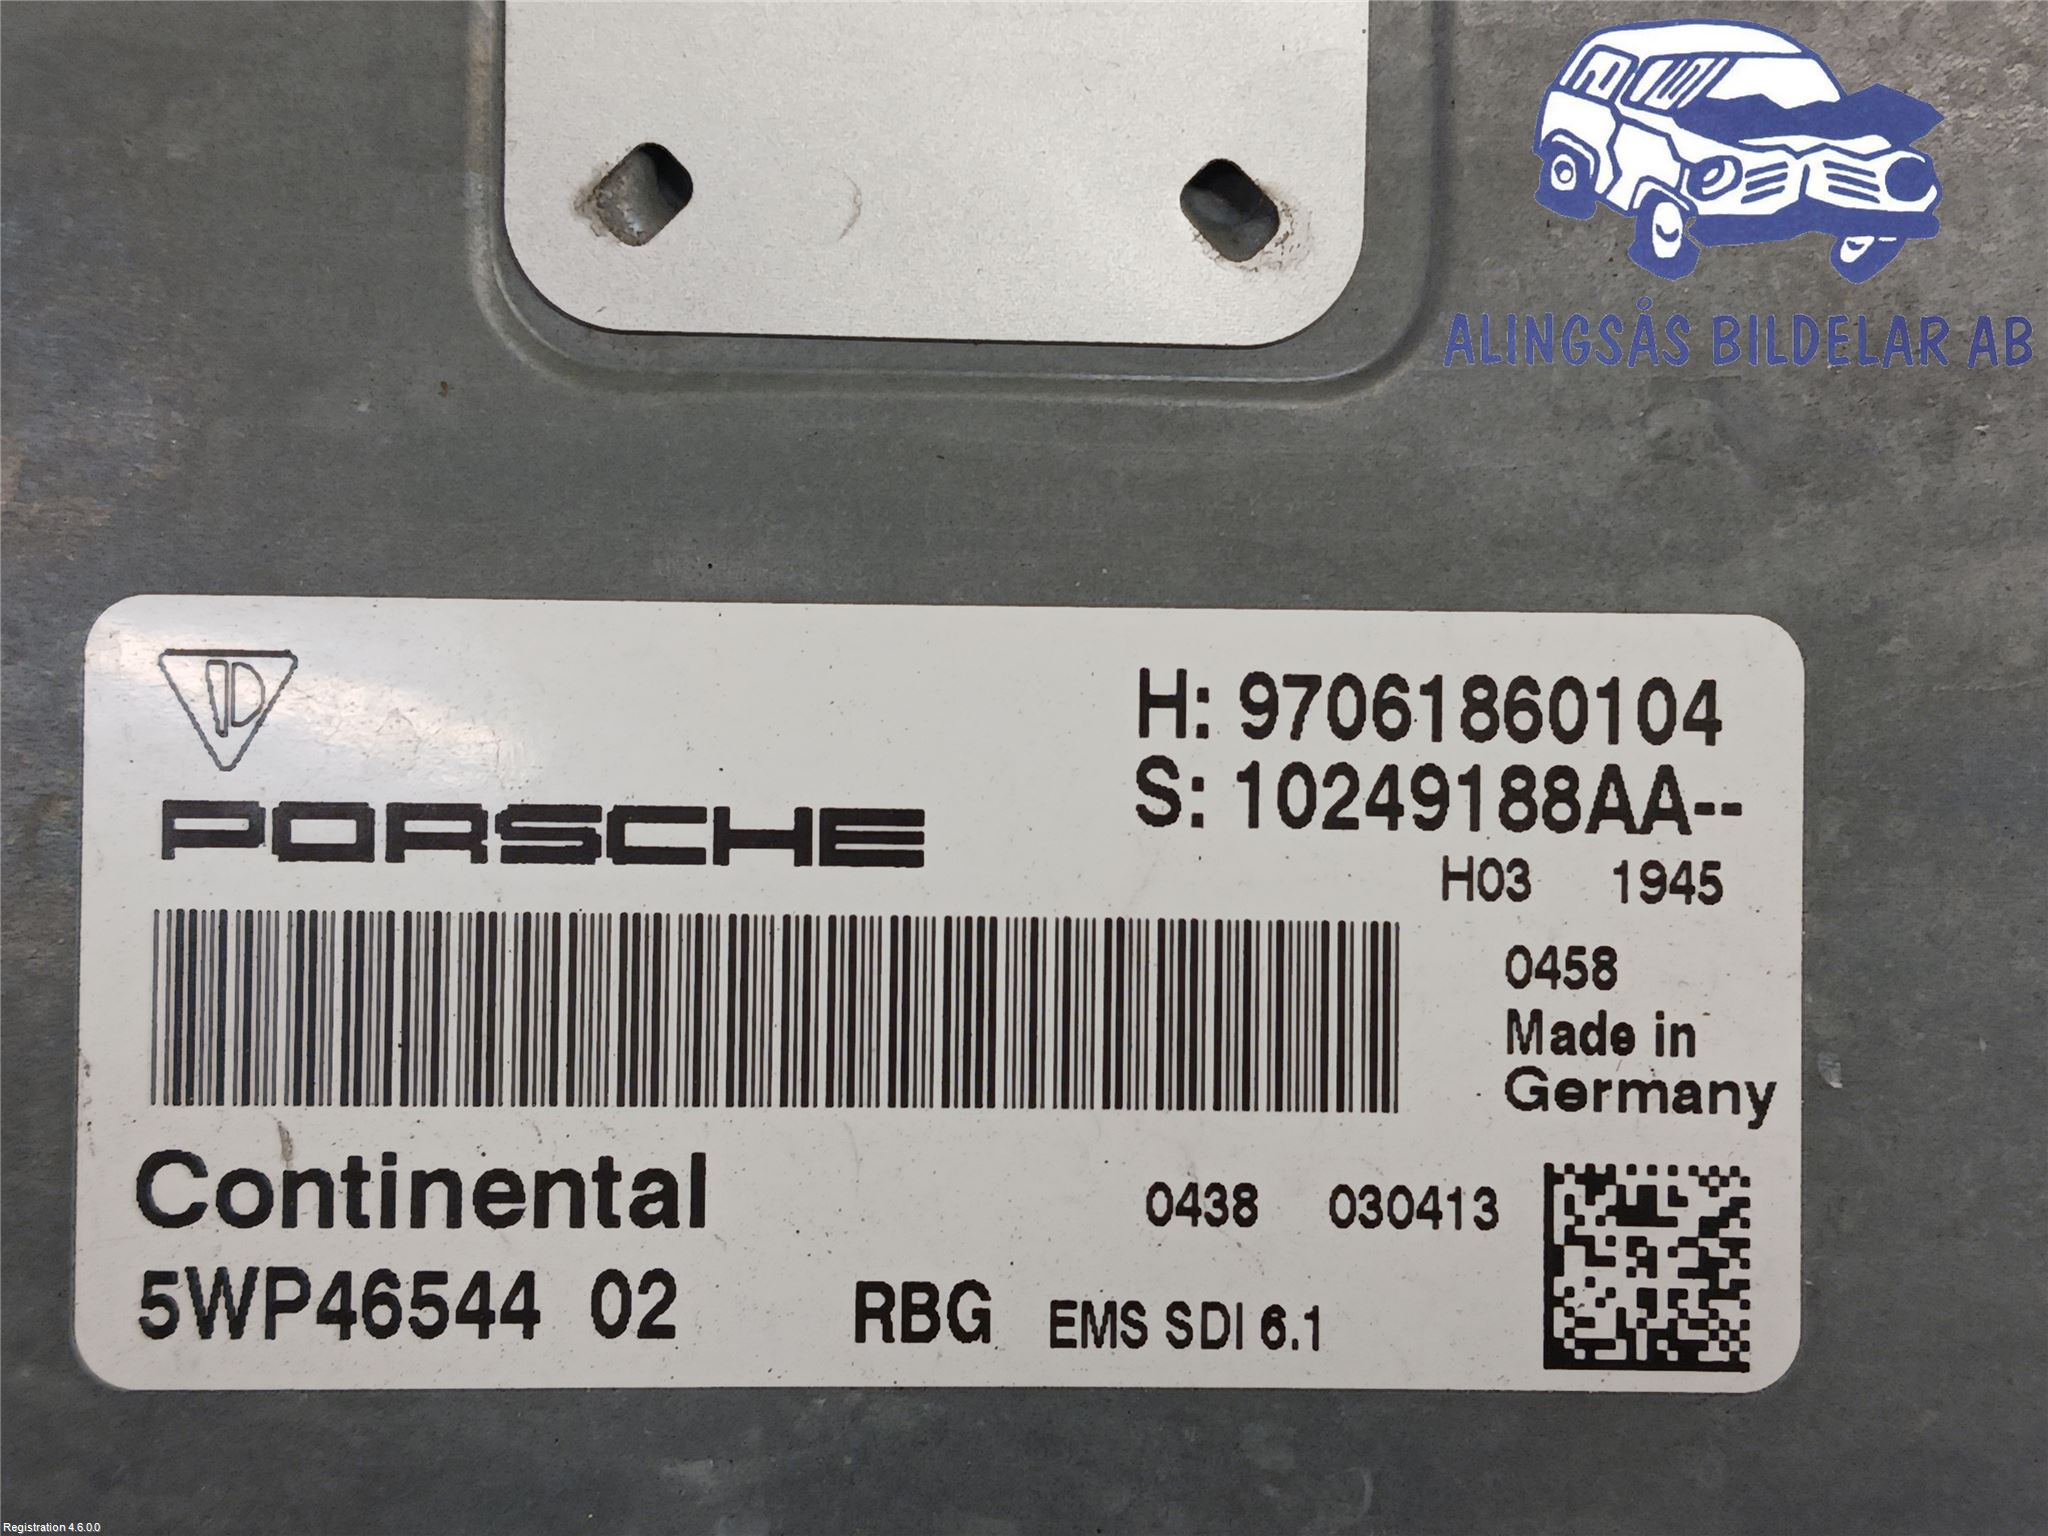 ALINGSÅS BILDELAR AB
PORSCHE
H: 97061860104
S: 10249188AA--
H03 1945
0458
Made in
Germany
Continental
0438 030413
5WP46544 02 RBG EMS SDI 6.1
Registration 4.6.0.0